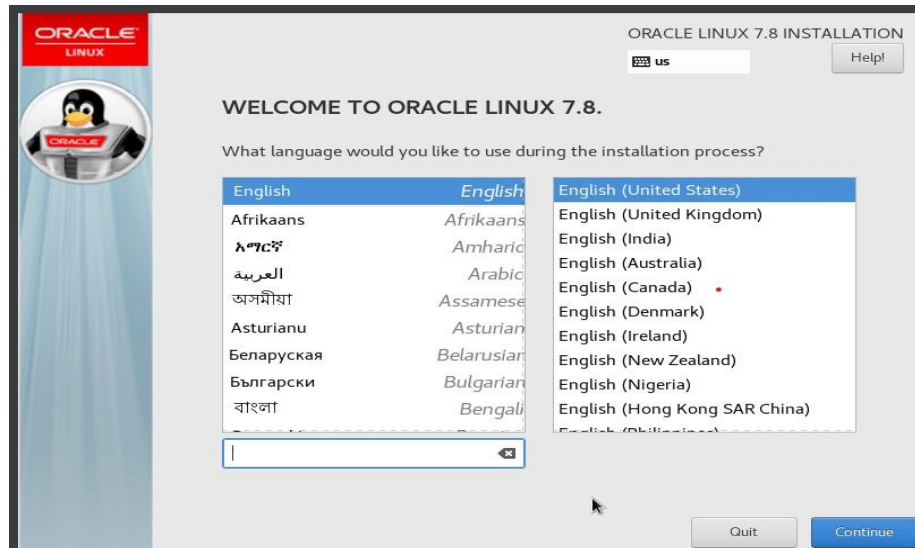 ORACLE
LINUX
ORACLE
ORACLE LINUX 7.8 INSTALLATION
us
Help!
WELCOME TO ORACLE LINUX 7.8.
What language would you like to use during the installation process?
English English
Afrikaans Afrikaans
አማርኛ Amharic
العربية Arabic
অসমীয়া Assamese
Asturianu Asturian
Беларуская Belarusian
Български Bulgarian
বাংলা Bengali
English (United States)
English (United Kingdom)
English (India)
English (Australia)
English (Canada)
English (Denmark)
English (Ireland)
English (New Zealand)
English (Nigeria)
English (Hong Kong SAR China)
English (Philippines)
Quit
Continue